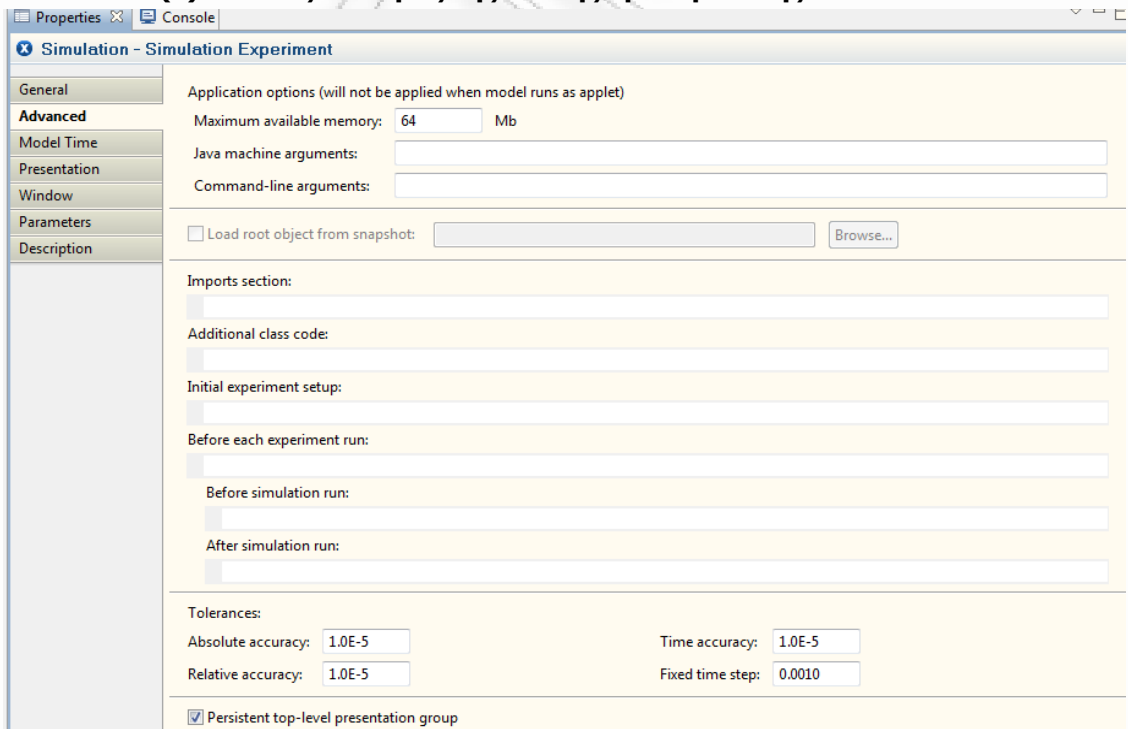 Properties Console
Simulation - Simulation Experiment
General
Advanced
Model Time
Presentation
Window
Parameters
Description
Application options (will not be applied when model runs as applet)
Maximum available memory: 64 Mb
Java machine arguments:
Command-line arguments:
Load root object from snapshot: Browse...
Imports section:
Additional class code:
Initial experiment setup:
Before each experiment run:
Before simulation run:
After simulation run:
Tolerances:
Absolute accuracy: 1.0E-5 Time accuracy: 1.0E-5
Relative accuracy: 1.0E-5 Fixed time step: 0.0010
Persistent top-level presentation group